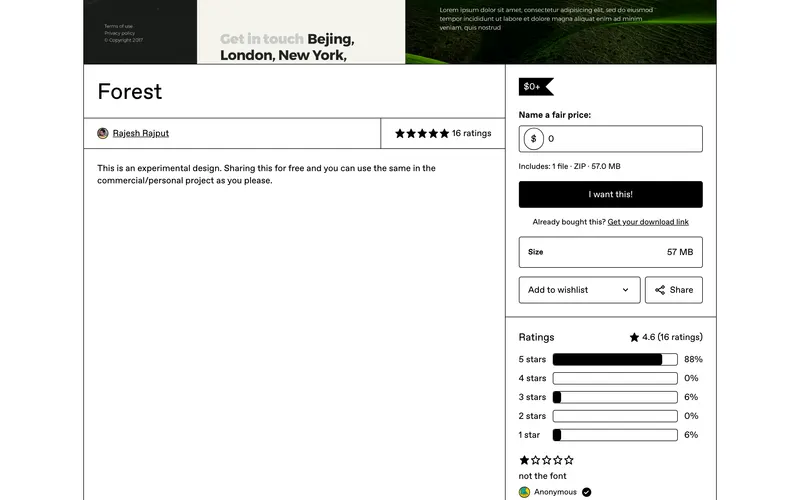 Terms of use
Privacy policy
© Copyright 2017
Get in touch Bejing,
London, New York,
Lorem ipsum dolor sit amet, consectetur adipisicing elit, sed do eiusmod
tempor incididunt ut labore et dolore magna aliquat enim ad minim
veniam, quis nostrud
Forest
Rajesh Rajput
16 ratings
This is an experimental design. Sharing this for free and you can use the same in the
commercial/personal project as you please.
$0+
Name a fair price:
$ 0
Includes: 1 file · ZIP · 57.0 MB
I want this!
Already bought this? Get your download link
Size 57 MB
Add to wishlist
Share
Ratings 4.6 (16 ratings)
5 stars 88%
4 stars 0%
3 stars 6%
2 stars 0%
1 star 6%
not the font
Anonymous